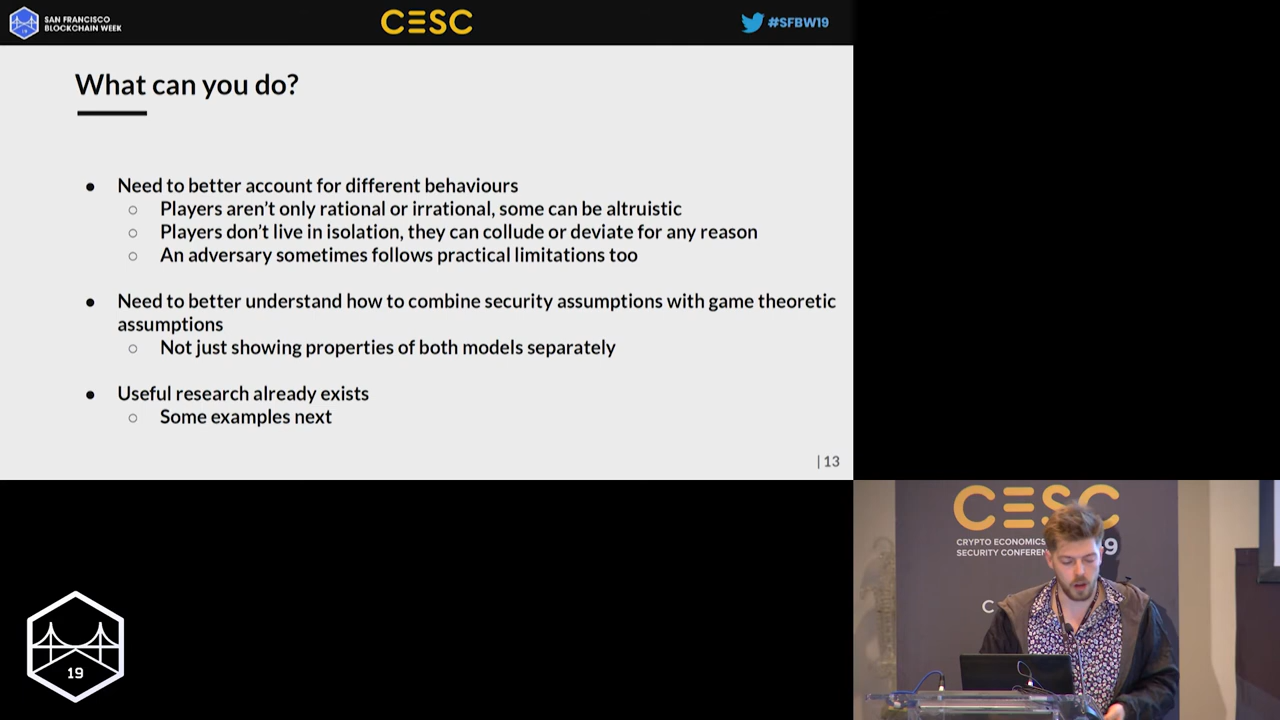 SAN FRANCISCO
BLOCKCHAIN WEEK
19
CESC
#SFBW19
What can you do?
● Need to better account for different behaviours
○ Players aren't only rational or irrational, some can be altruistic
○ Players don't live in isolation, they can collude or deviate for any reason
○ An adversary sometimes follows practical limitations too
● Need to better understand how to combine security assumptions with game theoretic
assumptions
○ Not just showing properties of both models separately
● Useful research already exists
○ Some examples next
| 13
CESC
CRYPTO ECONOMICS
SECURITY CONFEREN
19
C
19